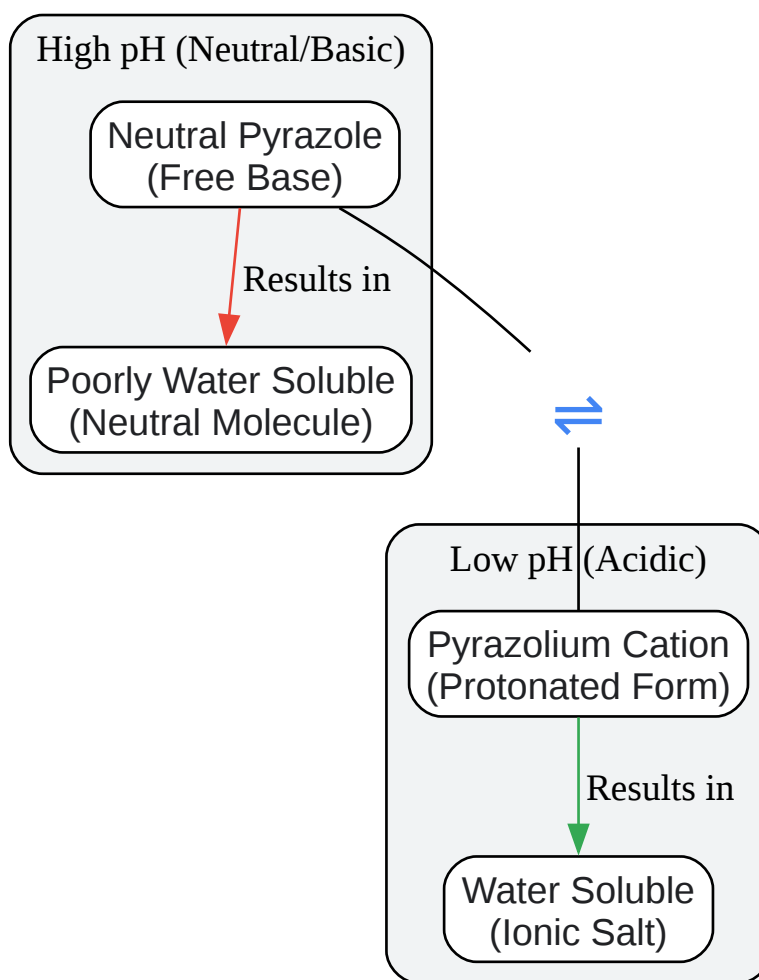 High pH (Neutral/Basic)
Neutral Pyrazole
(Free Base)
Results in
Poorly Water Soluble
(Neutral Molecule)
⇌
Low pH (Acidic)
Pyrazolium Cation
(Protonated Form)
Results in
Water Soluble
(Ionic Salt)